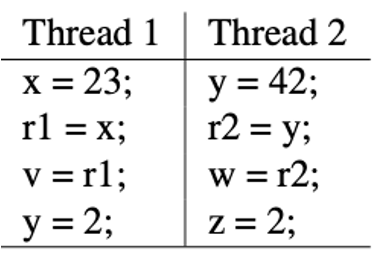 Thread 1 Thread 2
x = 23; y = 42;
r1 = x; r2 = y;
v = r1; w = r2;
y = 2; z = 2;